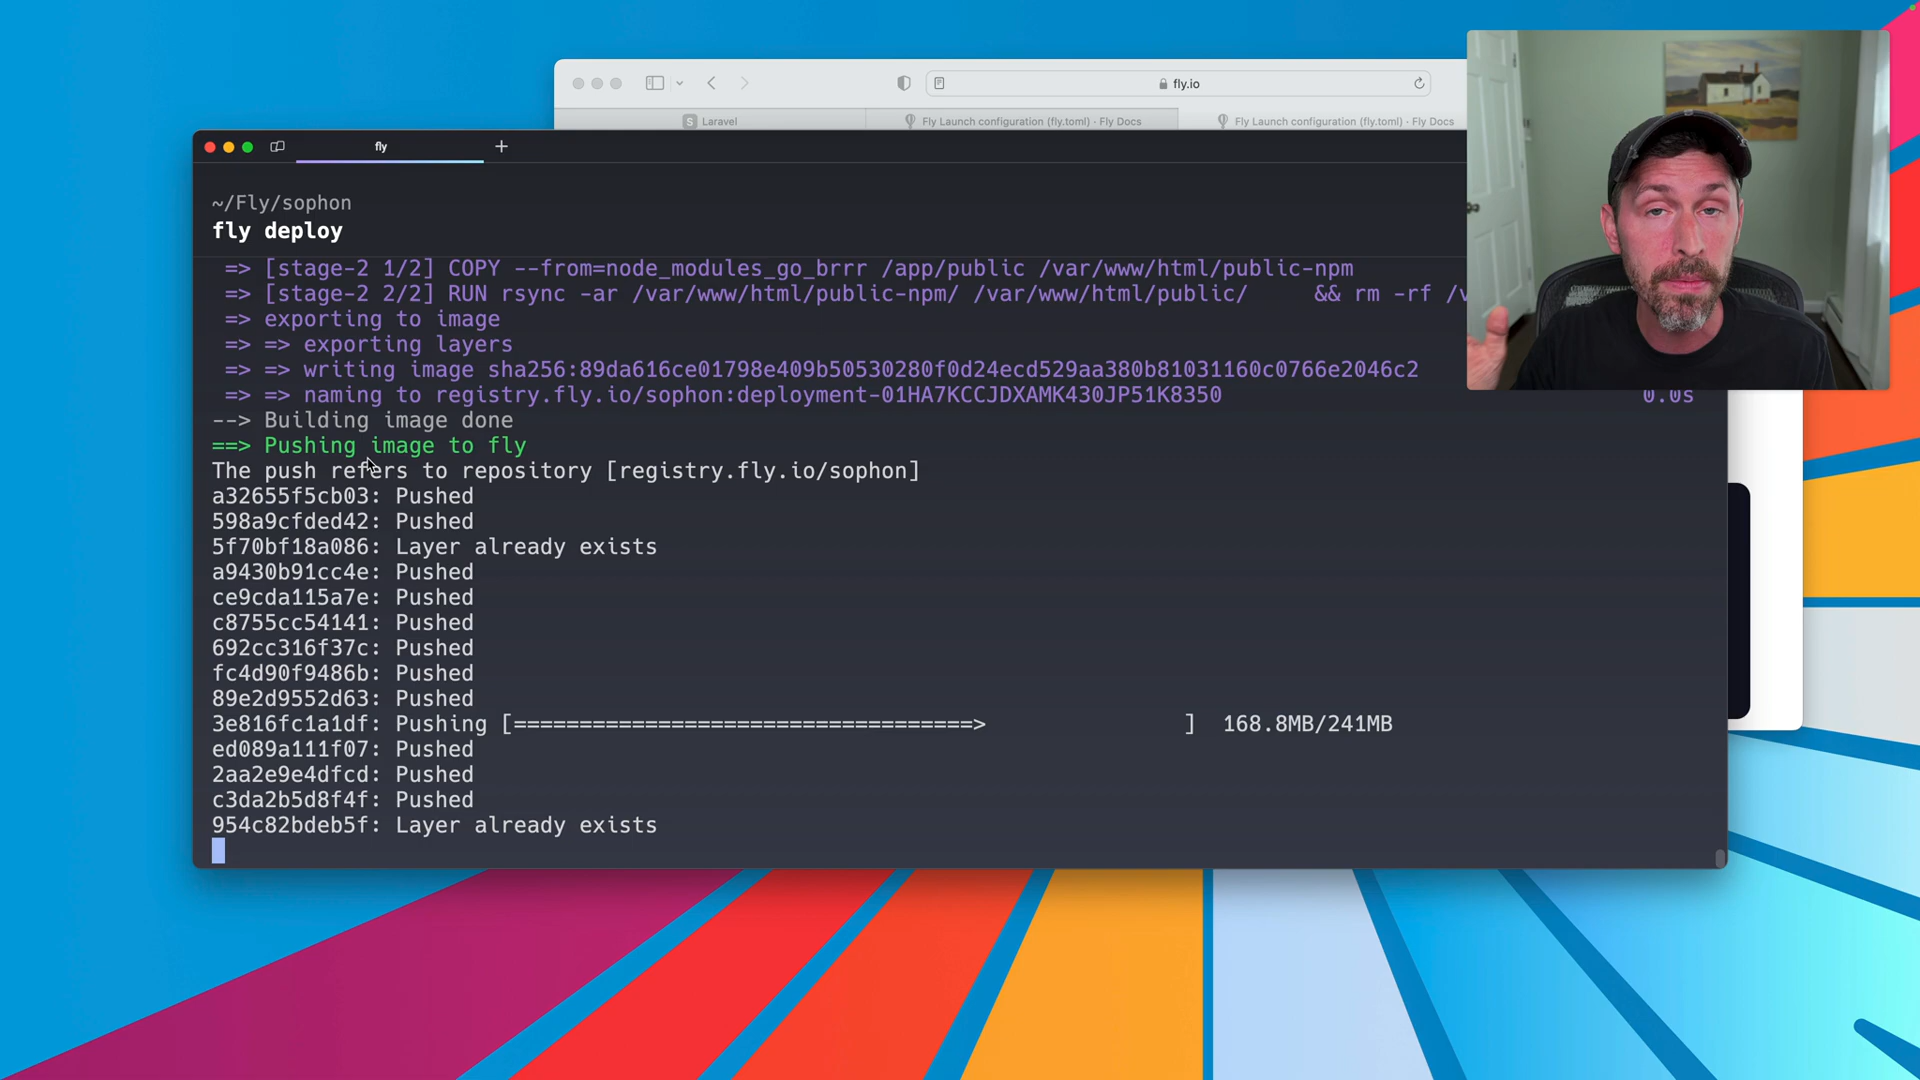 fly.io
Laravel
Fly Launch configuration (fly.toml) · Fly Docs
Fly Launch configuration (fly.toml) · Fly Docs
fly
~/Fly/sophon
fly deploy
=> [stage-2 1/2] COPY --from=node_modules_go_brrr /app/public /var/www/html/public-npm
=> [stage-2 2/2] RUN rsync -ar /var/www/html/public-npm/ /var/www/html/public/ && rm -rf /v
=> exporting to image
=> => exporting layers
=> => writing image sha256:89da616ce01798e409b50530280f0d24ecd529aa380b81031160c0766e2046c2
=> => naming to registry.fly.io/sophon:deployment-01HA7KCCJDXAMK430JP51K8350 0.0s
--> Building image done
==> Pushing image to fly
The push refers to repository [registry.fly.io/sophon]
a32655f5cb03: Pushed
598a9cfded42: Pushed
5f70bf18a086: Layer already exists
a9430b91cc4e: Pushed
ce9cda115a7e: Pushed
c8755cc54141: Pushed
692cc316f37c: Pushed
fc4d90f9486b: Pushed
89e2d9552d63: Pushed
3e816fc1a1df: Pushing [===================================> ] 168.8MB/241MB
ed089a111f07: Pushed
2aa2e9e4dfcd: Pushed
c3da2b5d8f4f: Pushed
954c82bdeb5f: Layer already exists